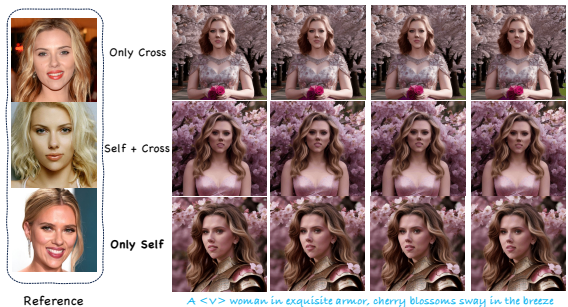 Only Cross
Self + Cross
Only Self
Reference
A <v> woman in exquisite armor, cherry blossoms sway in the breeze